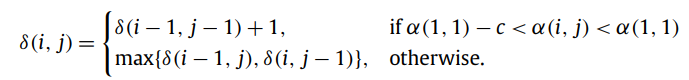 δ(i, j) = { δ(i − 1, j − 1) + 1, if α(1, 1) − c < α(i, j) < α(1, 1)
max{δ(i − 1, j), δ(i, j − 1)}, otherwise.